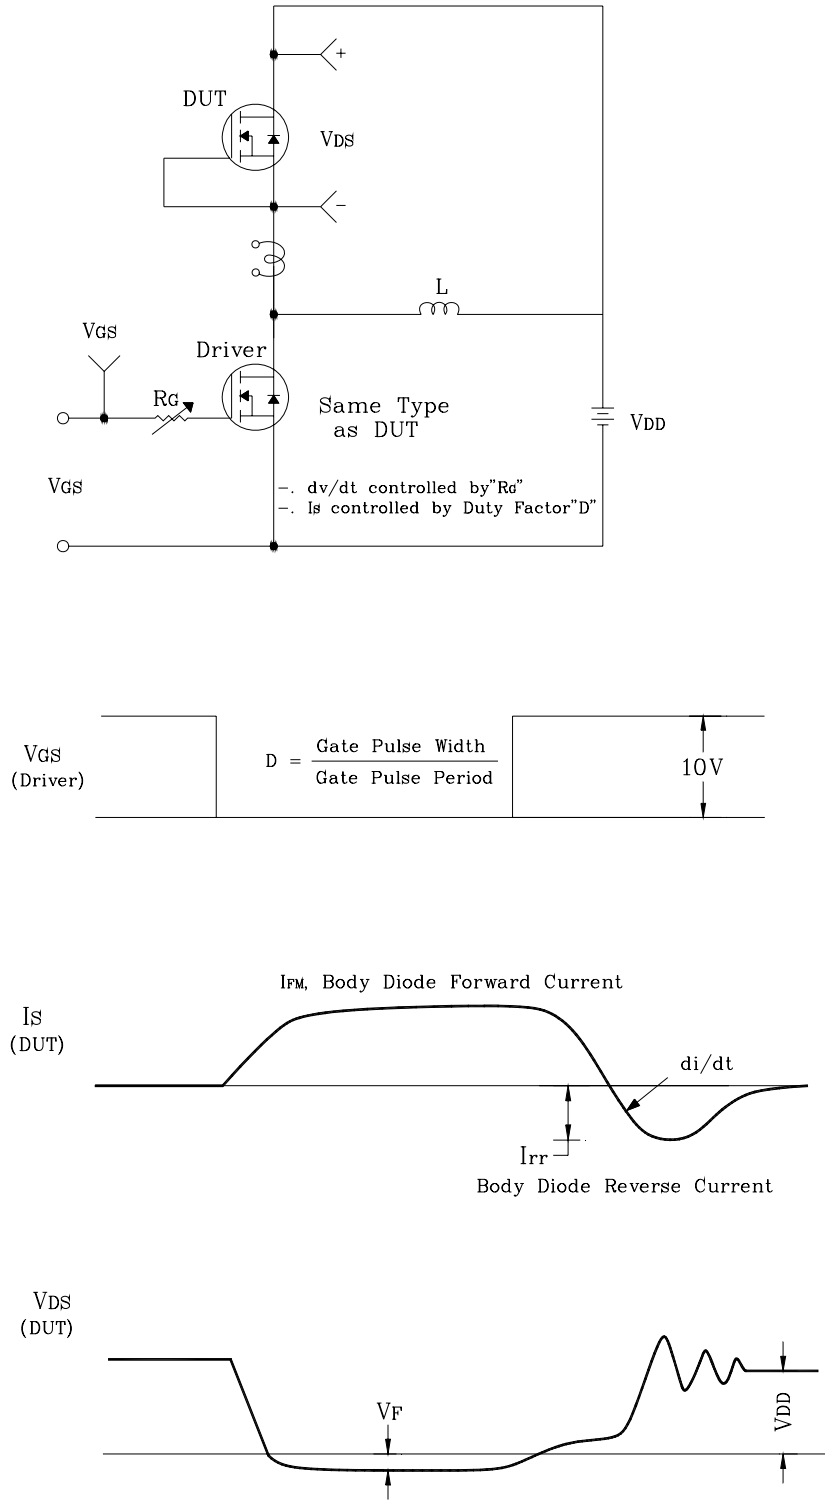 +
DUT
VDS
−
L
VGS
Driver
RG
Same Type
as DUT
VDD
VGS
−. dv/dt controlled by"RG"
−. IS controlled by Duty Factor"D"
VGS
(Driver)
D = Gate Pulse Width
Gate Pulse Period
10V
IFM, Body Diode Forward Current
IS
(DUT)
di/dt
Irr
Body Diode Reverse Current
VDS
(DUT)
VF
VDD